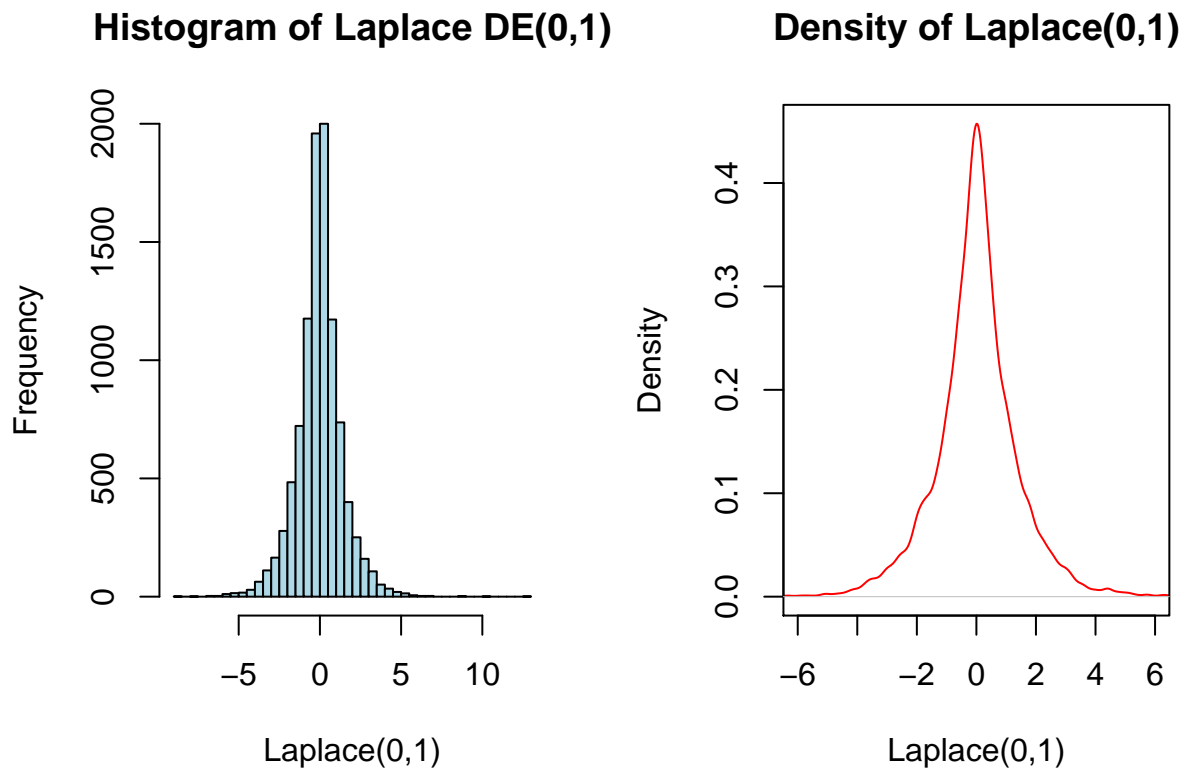 Histogram of Laplace DE(0,1)
Frequency
2000
1500
1000
500
0
−5 0 5 10
Laplace(0,1)
Density of Laplace(0,1)
Density
0.4
0.3
0.2
0.1
0.0
−6 −2 0 2 4 6
Laplace(0,1)